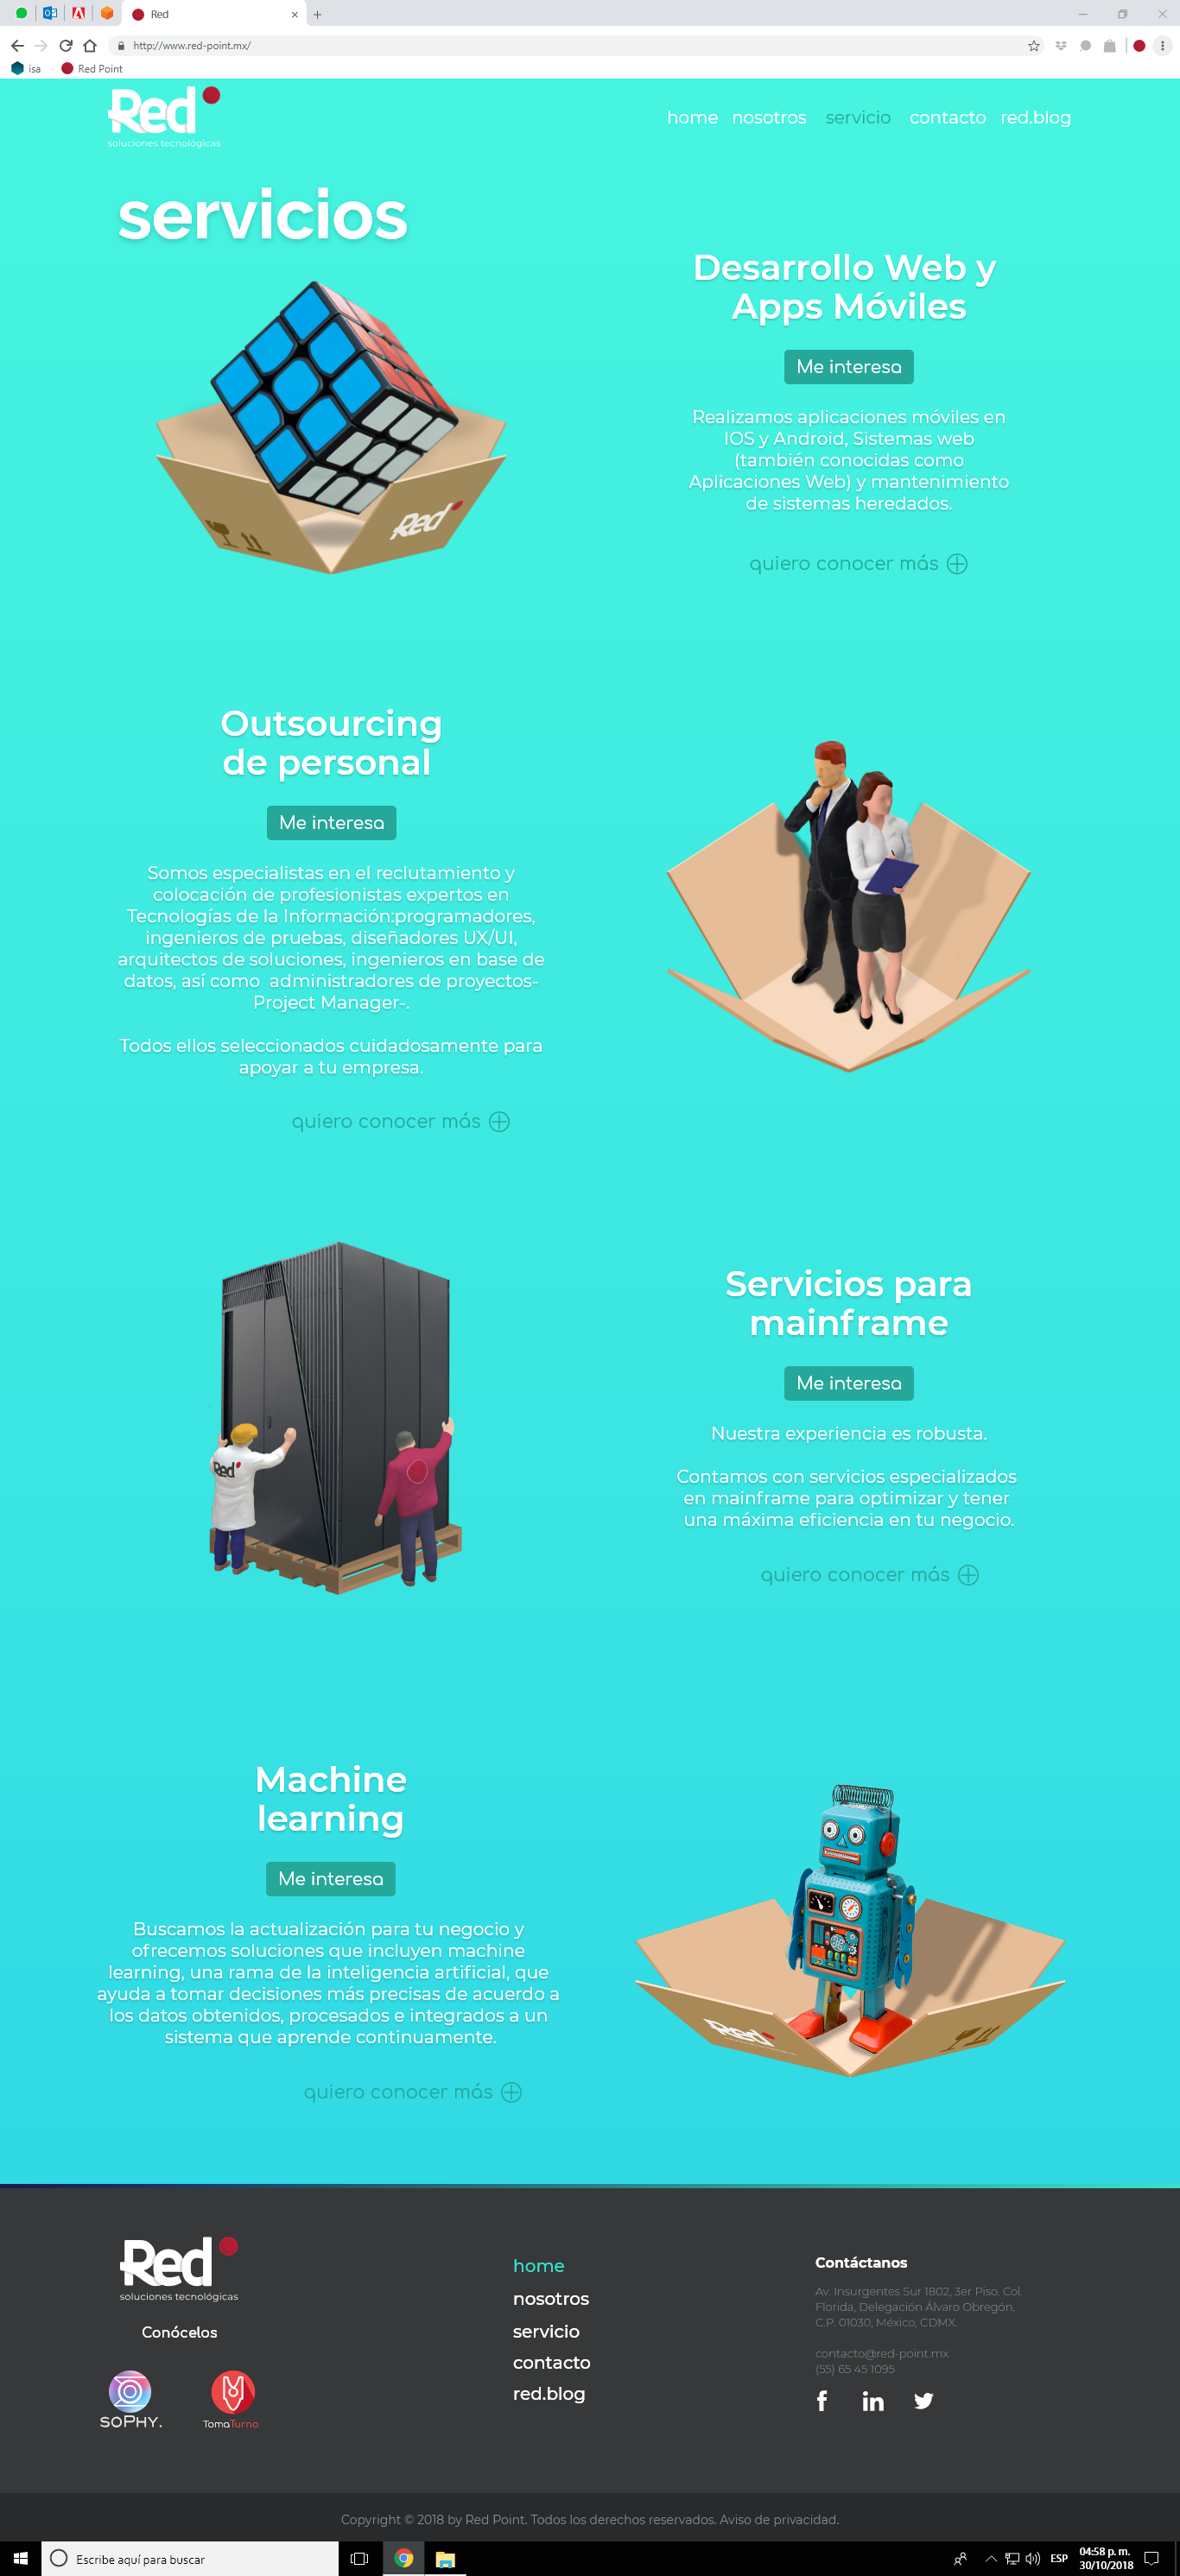 Red
http://www.red-point.mx/
isa
Red Point
Red
soluciones tecnológicas
home nosotros servicio contacto red.blog
servicios
Desarrollo Web y
Apps Móviles
Me interesa
Realizamos aplicaciones móviles en
IOS y Android, Sistemas web
(también conocidas como
Aplicaciones Web) y mantenimiento
de sistemas heredados.
Red
quiero conocer más
Outsourcing
de personal
Me interesa
Somos especialistas en el reclutamiento y
colocación de profesionistas expertos en
Tecnologías de la Información:programadores,
ingenieros de pruebas, diseñadores UX/UI,
arquitectos de soluciones, ingenieros en base de
datos, así como administradores de proyectos-
Project Manager-.
Todos ellos seleccionados cuidadosamente para
apoyar a tu empresa.
quiero conocer más
Servicios para
mainframe
Me interesa
Nuestra experiencia es robusta.
Contamos con servicios especializados
en mainframe para optimizar y tener
una máxima eficiencia en tu negocio.
Red
quiero conocer más
Machine
learning
Me interesa
Buscamos la actualización para tu negocio y
ofrecemos soluciones que incluyen machine
learning, una rama de la inteligencia artificial, que
ayuda a tomar decisiones más precisas de acuerdo a
los datos obtenidos, procesados e integrados a un
sistema que aprende continuamente.
Red
quiero conocer más
Red
soluciones tecnológicas
Conócelos
SOPHY.
TomaTurno
home
nosotros
servicio
contacto
red.blog
Contáctanos
Av. Insurgentes Sur 1802, 3er Piso. Col.
Florida, Delegación Álvaro Obregón,
C.P. 01030, México, CDMX.
contacto@red-point.mx
(55) 65 45 1095
Copyright © 2018 by Red Point. Todos los derechos reservados. Aviso de privacidad.
Escribe aquí para buscar
ESP
04:58 p. m.
30/10/2018